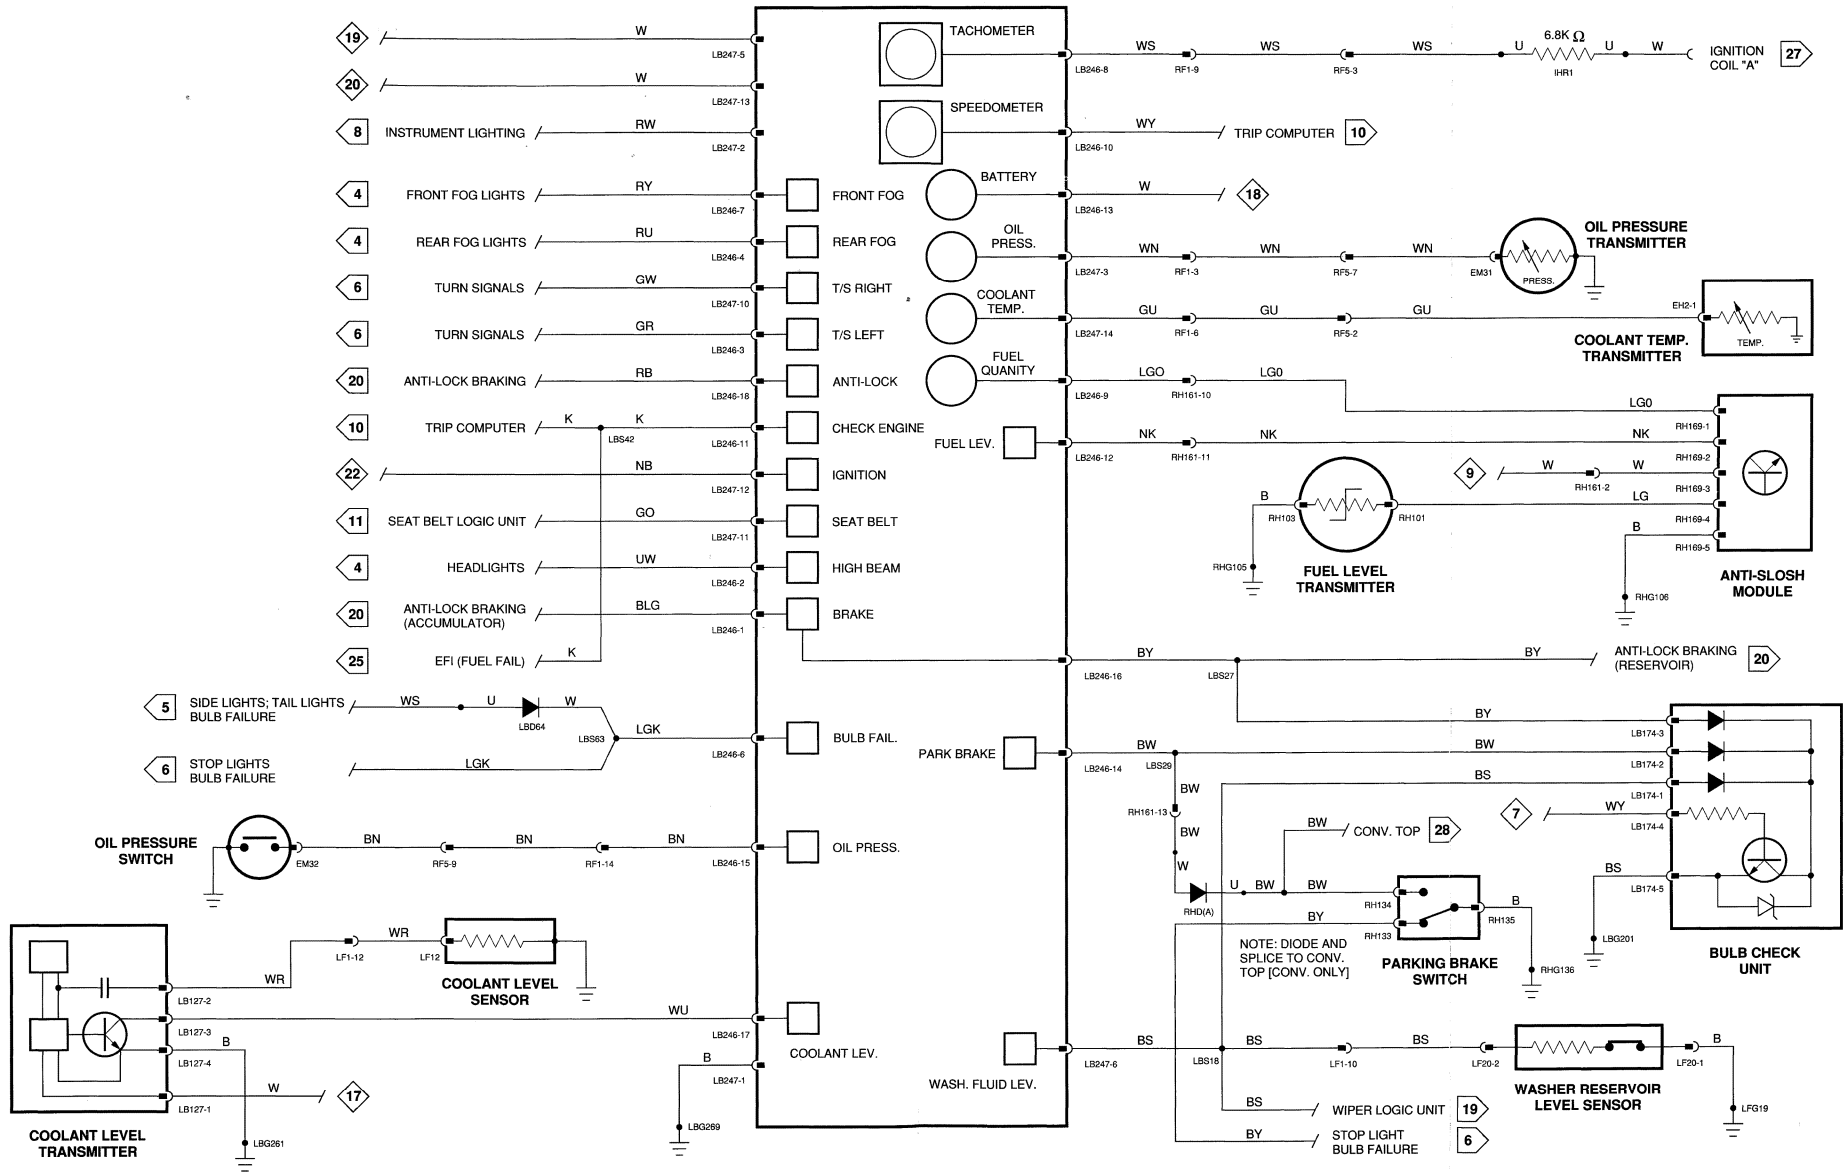 19
W
LB247-5
20
W
LB247-13
8
INSTRUMENT LIGHTING
RW
LB247-2
4
FRONT FOG LIGHTS
RY
LB246-7
FRONT FOG
4
REAR FOG LIGHTS
RU
LB246-4
REAR FOG
6
TURN SIGNALS
GW
LB247-10
T/S RIGHT
6
TURN SIGNALS
GR
LB246-3
T/S LEFT
20
ANTI-LOCK BRAKING
RB
LB246-18
ANTI-LOCK
10
TRIP COMPUTER
K
K
LBS42
LB246-11
CHECK ENGINE
22
NB
LB247-12
IGNITION
11
SEAT BELT LOGIC UNIT
GO
LB247-11
SEAT BELT
4
HEADLIGHTS
UW
LB246-2
HIGH BEAM
20
ANTI-LOCK BRAKING
(ACCUMULATOR)
BLG
LB246-1
BRAKE
25
EFI (FUEL FAIL)
K
5
SIDE LIGHTS; TAIL LIGHTS
BULB FAILURE
WS
U
W
LBD64
LBS63
LGK
LB246-6
BULB FAIL.
6
STOP LIGHTS
BULB FAILURE
LGK
OIL PRESSURE
SWITCH
EM32
BN
RF5-9
BN
RF1-14
BN
LB246-15
OIL PRESS.
WR
LF1-12
LF12
COOLANT LEVEL
SENSOR
WR
LB127-2
LB127-3
WU
LB246-17
COOLANT LEV.
LB127-4
B
LB127-1
W
17
LBG261
COOLANT LEVEL
TRANSMITTER
B
LB247-1
LBG269
TACHOMETER
LB246-8
WS
RF1-9
WS
RF5-3
WS
U
6.8K Ω
IHR1
U
W
IGNITION
COIL "A"
27
SPEEDOMETER
LB246-10
WY
TRIP COMPUTER
10
BATTERY
LB246-13
W
18
OIL
PRESS.
LB247-3
WN
RF1-3
WN
RF5-7
WN
EM31
PRESS.
OIL PRESSURE
TRANSMITTER
COOLANT
TEMP.
LB247-14
GU
RF1-6
GU
RF5-2
GU
EH2-1
TEMP.
COOLANT TEMP.
TRANSMITTER
FUEL
QUANITY
LB246-9
LGO
RH161-10
LG0
LG0
RH169-1
FUEL LEV.
LB246-12
NK
RH161-11
NK
NK
RH169-2
9
W
RH161-2
W
RH169-3
B
RH103
RH101
LG
RH169-4
B
RH169-5
RHG105
FUEL LEVEL
TRANSMITTER
RHG106
ANTI-SLOSH
MODULE
LB246-16
BY
LBS27
BY
ANTI-LOCK BRAKING
(RESERVOIR)
20
BY
LB174-3
PARK BRAKE
LB246-14
BW
LBS29
BW
LB174-2
BS
LB174-1
BW
RH161-13
BW
W
7
WY
LB174-4
BW
CONV. TOP
28
BS
LB174-5
LBG201
BULB CHECK
UNIT
RHD(A)
U
BW
BW
RH134
BY
RH133
B
RH135
RHG136
NOTE: DIODE AND
SPLICE TO CONV.
TOP [CONV. ONLY]
PARKING BRAKE
SWITCH
WASH. FLUID LEV.
LB247-6
BS
LBS18
BS
LF1-10
BS
LF20-2
LF20-1
B
LFG19
WASHER RESERVOIR
LEVEL SENSOR
BS
WIPER LOGIC UNIT
19
BY
STOP LIGHT
BULB FAILURE
6